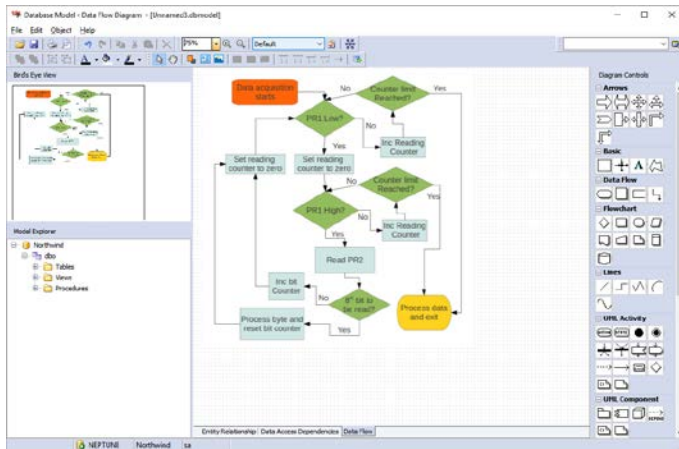 Database Model - Data Flow Diagram - [Unnamed3.dbmodel]
File Edit Object Help
75%
Default
Birds Eye View
Model Explorer
Northwind
dbo
Tables
Views
Procedures
Data acquisition
starts
No
Counter limit
Reached?
Yes
PR1 Low?
No
Inc Reading
Counter
Yes
Set reading
counter to zero
Set reading
counter to zero
No
Counter limit
Reached?
Yes
PR1 High?
No
Inc Reading
Counter
Yes
Read PR2
Inc bit
Counter
No
be read?
Process data
and exit
Process byte and
reset bit counter
Yes
Entity Relationship
Data Access Dependencies
Data Flow
Diagram Controls
Arrows
Basic
A
Data Flow
Flowchart
Lines
UML Activity
UML Component
NEPTUNE
Northwind
sa